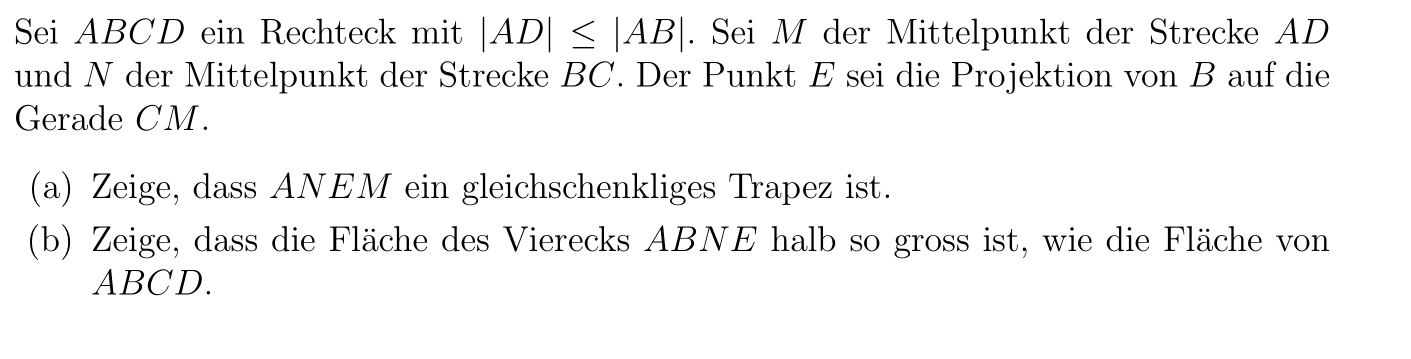 Sei ABCD ein Rechteck mit |AD| ≤ |AB|. Sei M der Mittelpunkt der Strecke AD
und N der Mittelpunkt der Strecke BC. Der Punkt E sei die Projektion von B auf die
Gerade CM.
(a) Zeige, dass ANEM ein gleichschenkliges Trapez ist.
(b) Zeige, dass die Fläche des Vierecks ABNE halb so gross ist, wie die Fläche von
ABCD.